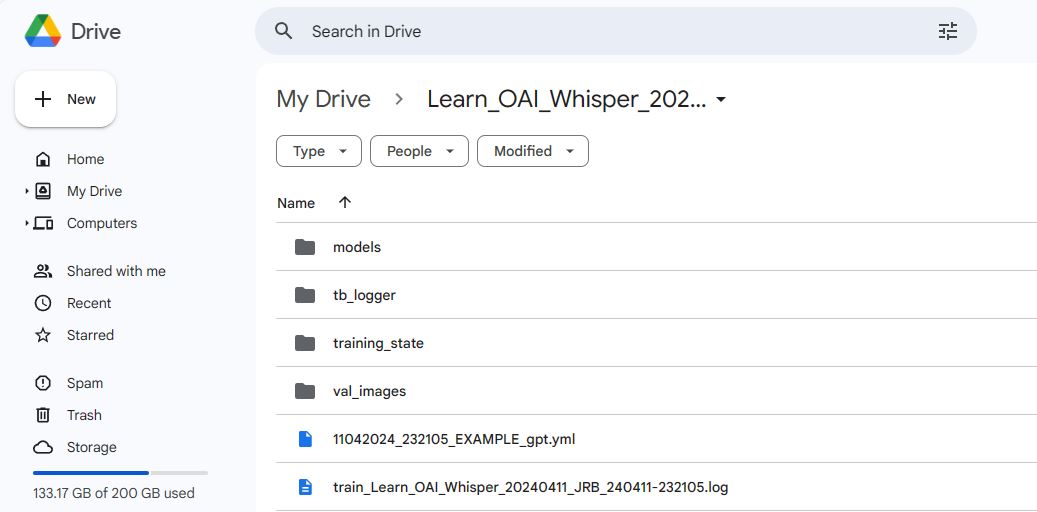 Drive
Search in Drive
New
Home
My Drive
Computers
Shared with me
Recent
Starred
Spam
Trash
Storage
133.17 GB of 200 GB used
My Drive > Learn_OAI_Whisper_202...
Type People Modified
Name
models
tb_logger
training_state
val_images
11042024_232105_EXAMPLE_gpt.yml
train_Learn_OAI_Whisper_20240411_JRB_240411-232105.log